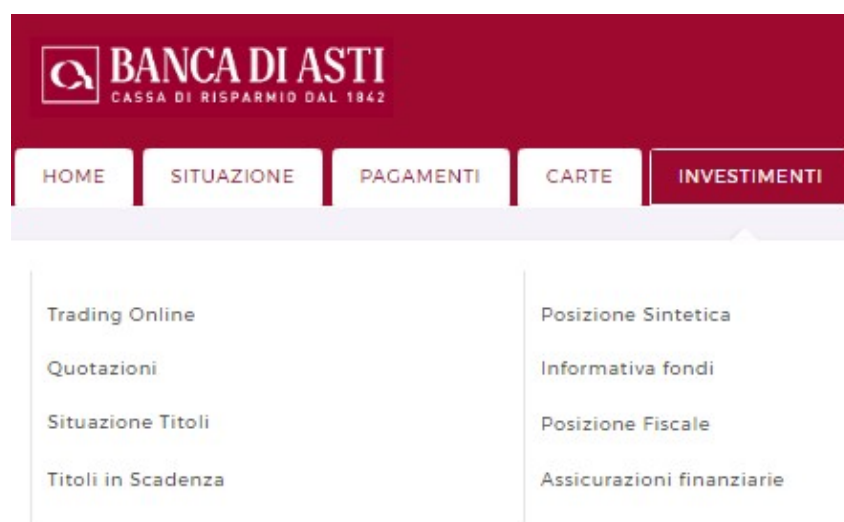 BANCA DI ASTI
CASSA DI RISPARMIO DAL 1842
HOME SITUAZIONE PAGAMENTI CARTE INVESTIMENTI
Trading Online
Quotazioni
Situazione Titoli
Titoli in Scadenza
Posizione Sintetica
Informativa fondi
Posizione Fiscale
Assicurazioni finanziarie